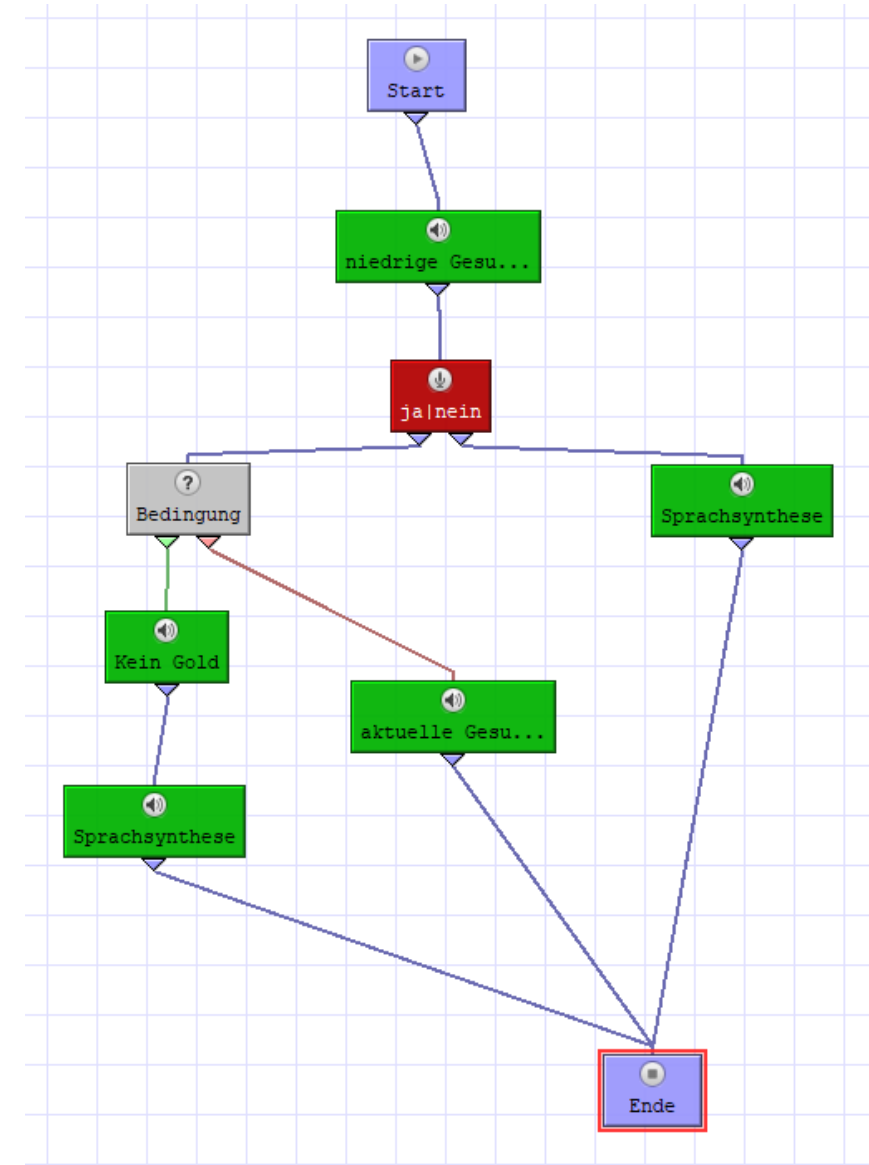 Start
niedrige Gesu...
ja|nein
?
Bedingung
Sprachsynthese
Kein Gold
aktuelle Gesu...
Sprachsynthese
Ende